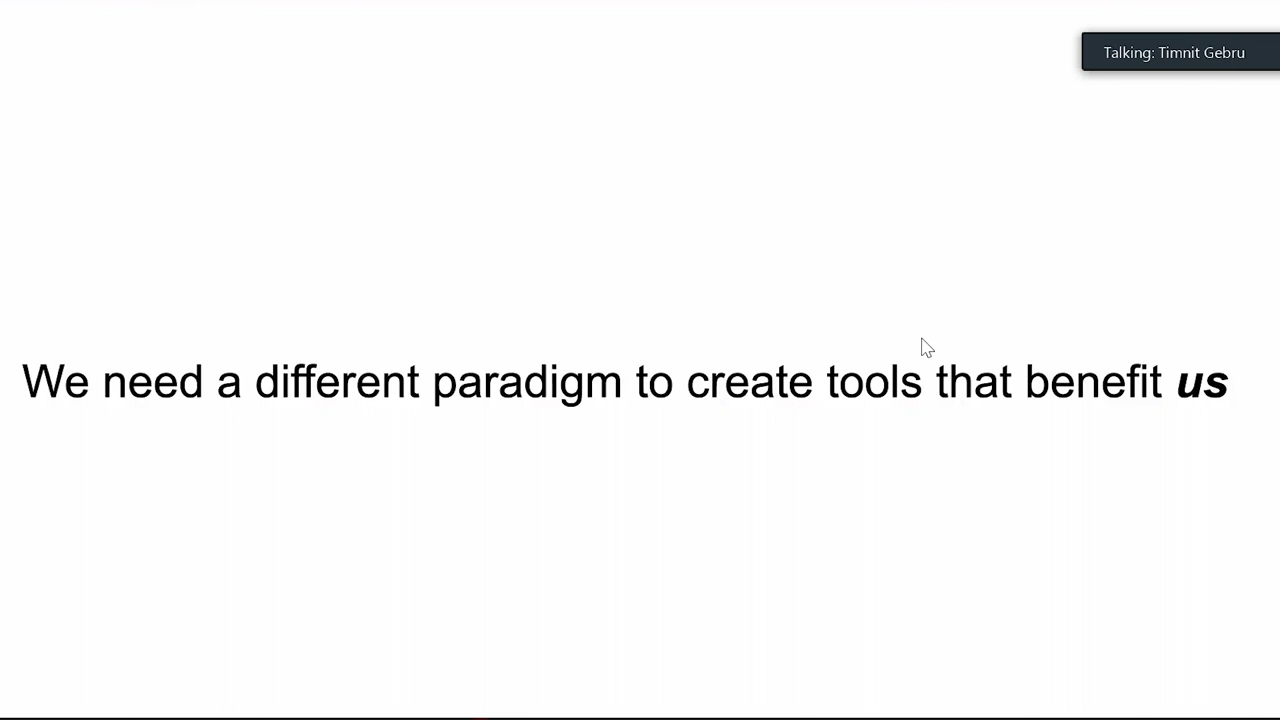 Talking: Timnit Gebru
We need a different paradigm to create tools that benefit us